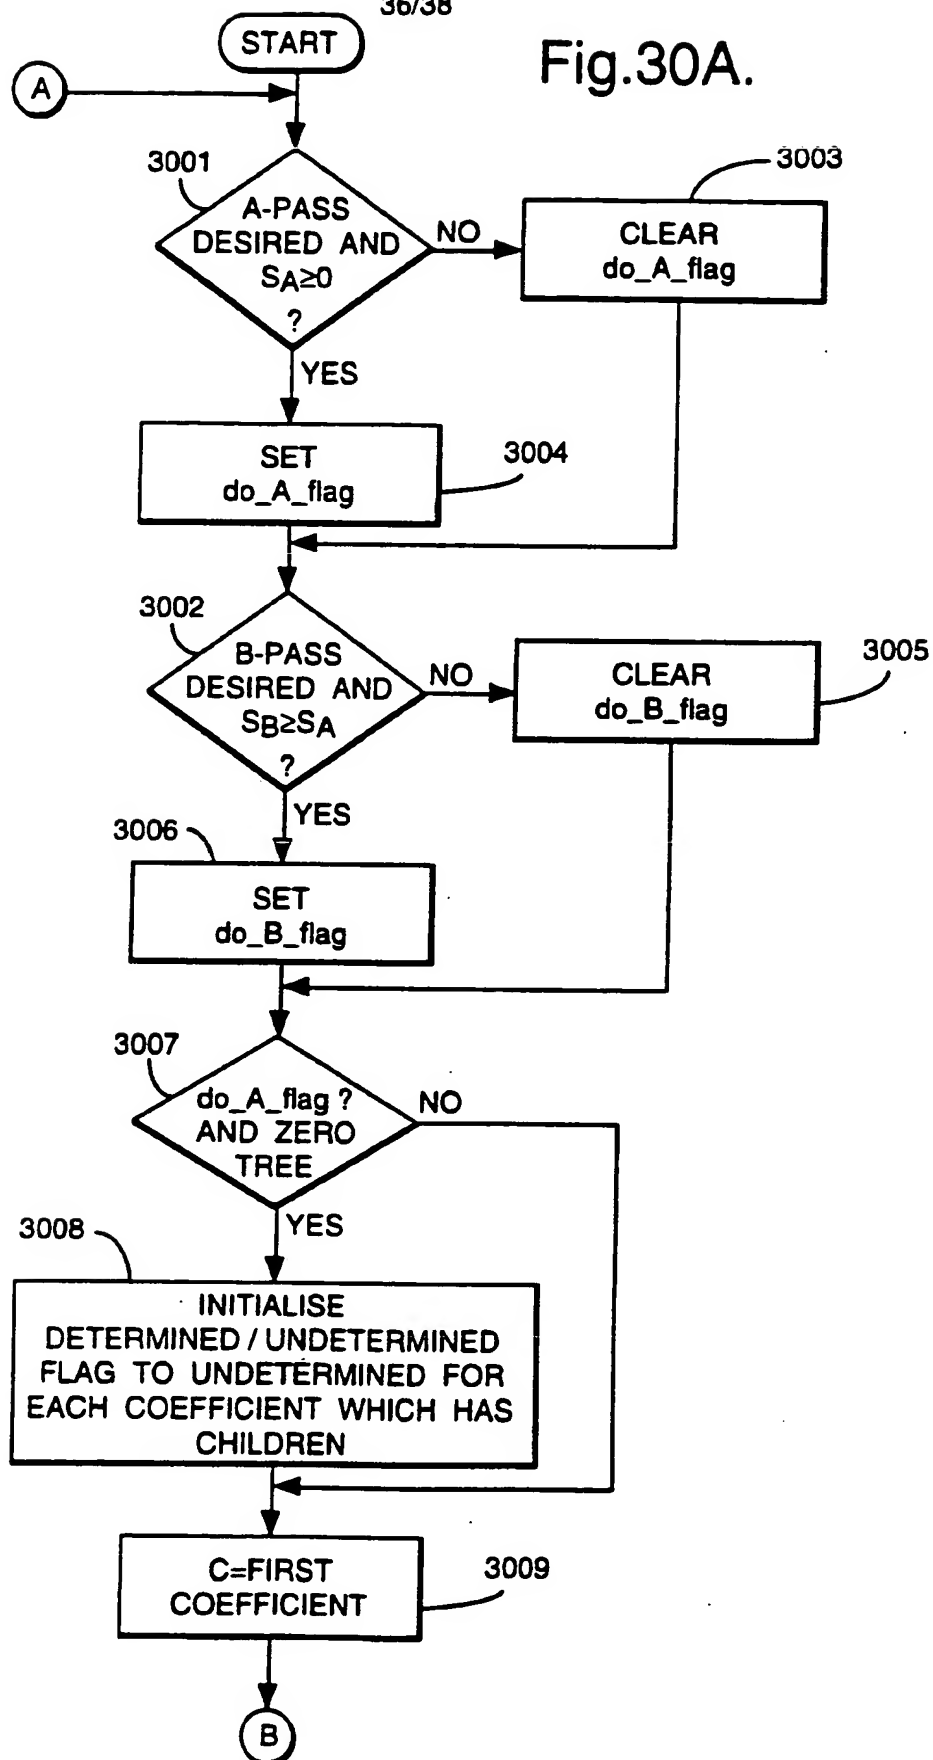 36/38
START
Fig.30A.
A
3001
A-PASS
DESIRED AND
SA≥0
?
NO
3003
CLEAR
do_A_flag
YES
SET
do_A_flag
3004
3002
B-PASS
DESIRED AND
SB≥SA
?
NO
CLEAR
do_B_flag
3005
YES
3006
SET
do_B_flag
3007
do_A_flag ?
AND ZERO
TREE
NO
YES
3008
INITIALISE
DETERMINED / UNDETERMINED
FLAG TO UNDETERMINED FOR
EACH COEFFICIENT WHICH HAS
CHILDREN
C=FIRST
COEFFICIENT
3009
B